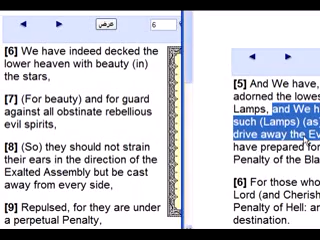 عرض 6
[6] We have indeed decked the
lower heaven with beauty (in)
the stars,
[7] (For beauty) and for guard
against all obstinate rebellious
evil spirits,
[8] (So) they should not strain
their ears in the direction of the
Exalted Assembly but be cast
away from every side,
[9] Repulsed, for they are under
a perpetual Penalty,
[5] And We have,
adorned the lowes
Lamps, and We h
such (Lamps) (as
drive away the Ev
have prepared for
Penalty of the Bla
[6] For those who
Lord (and Cherish
Penalty of Hell: an
destination.